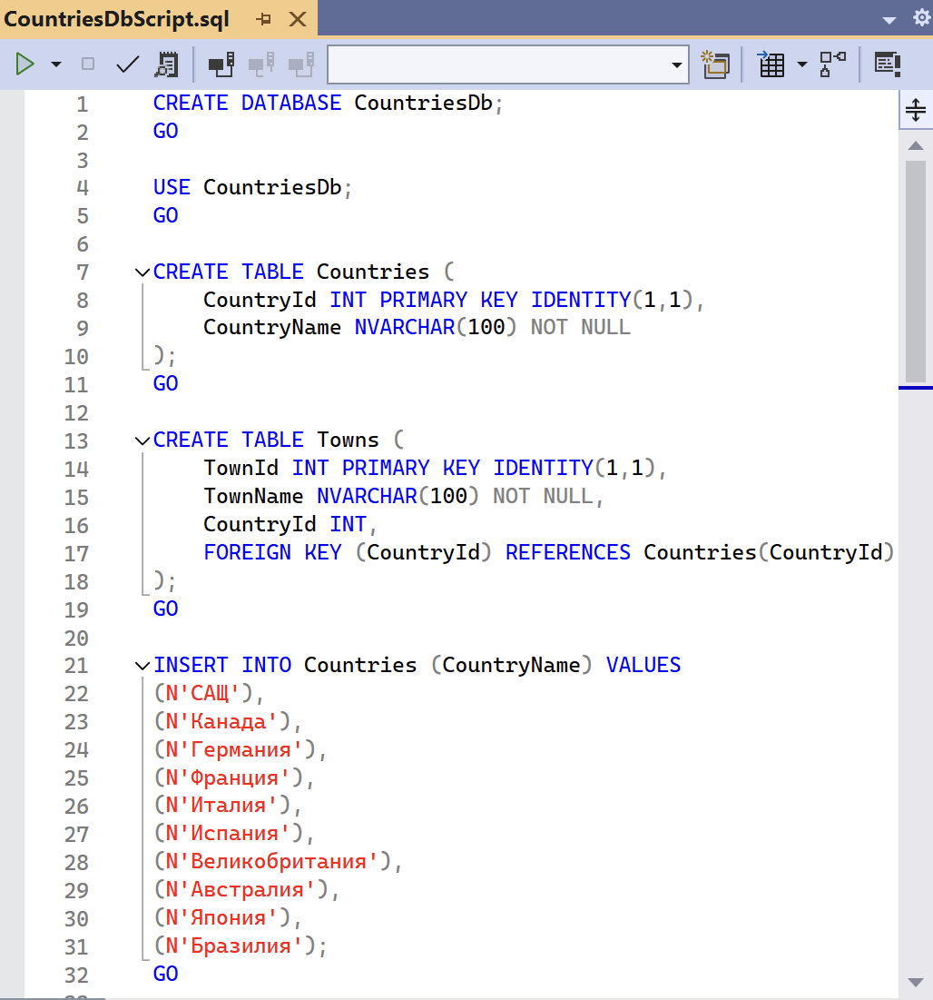 CountriesDbScript.sql
1 CREATE DATABASE CountriesDb;
2 GO
3
4 USE CountriesDb;
5 GO
6
7 CREATE TABLE Countries (
8 CountryId INT PRIMARY KEY IDENTITY(1,1),
9 CountryName NVARCHAR(100) NOT NULL
10 );
11 GO
12
13 CREATE TABLE Towns (
14 TownId INT PRIMARY KEY IDENTITY(1,1),
15 TownName NVARCHAR(100) NOT NULL,
16 CountryId INT,
17 FOREIGN KEY (CountryId) REFERENCES Countries(CountryId)
18 );
19 GO
20
21 INSERT INTO Countries (CountryName) VALUES
22 (N'САЩ'),
23 (N'Канада'),
24 (N'Германия'),
25 (N'Франция'),
26 (N'Италия'),
27 (N'Испания'),
28 (N'Великобритания'),
29 (N'Австралия'),
30 (N'Япония'),
31 (N'Бразилия');
32 GO